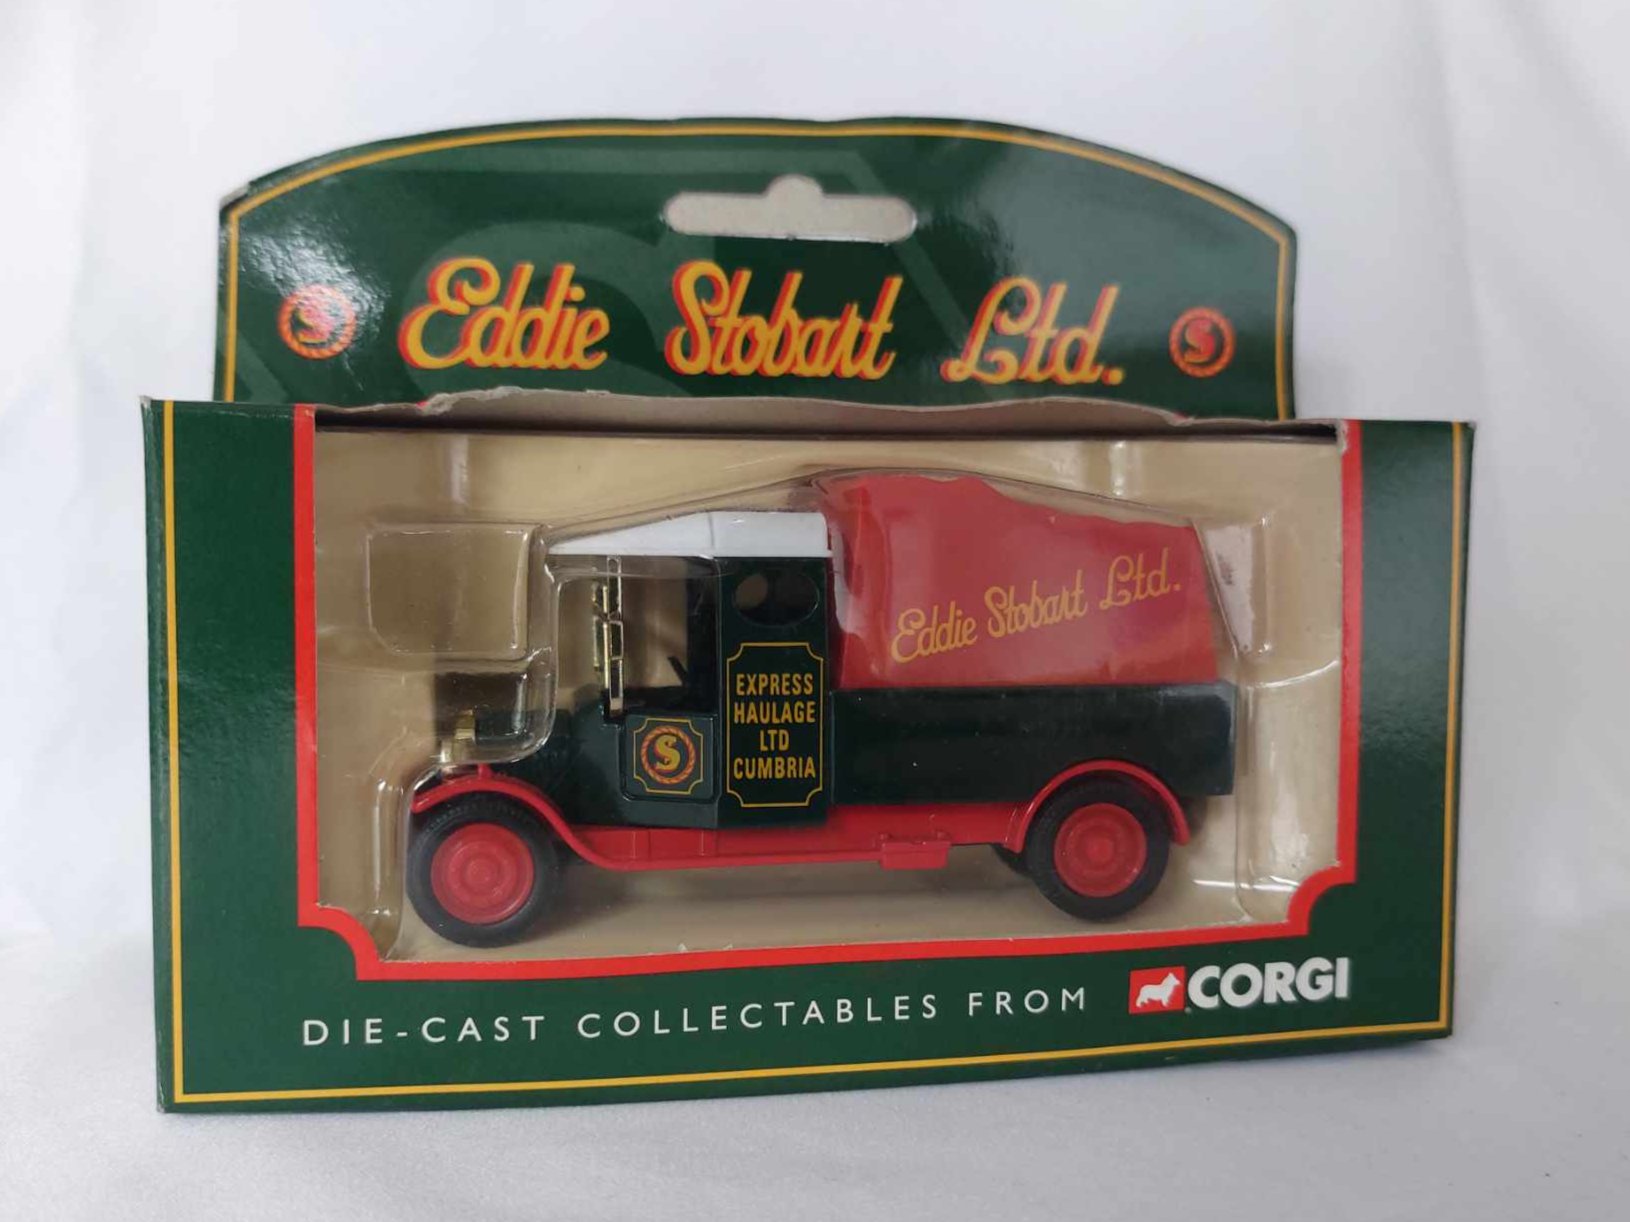 S Eddie Stobart Ltd. S
Eddie Stobart Ltd.
EXPRESS
HAULAGE
LTD
CUMBRIA
S
DIE-CAST COLLECTABLES FROM CORGI